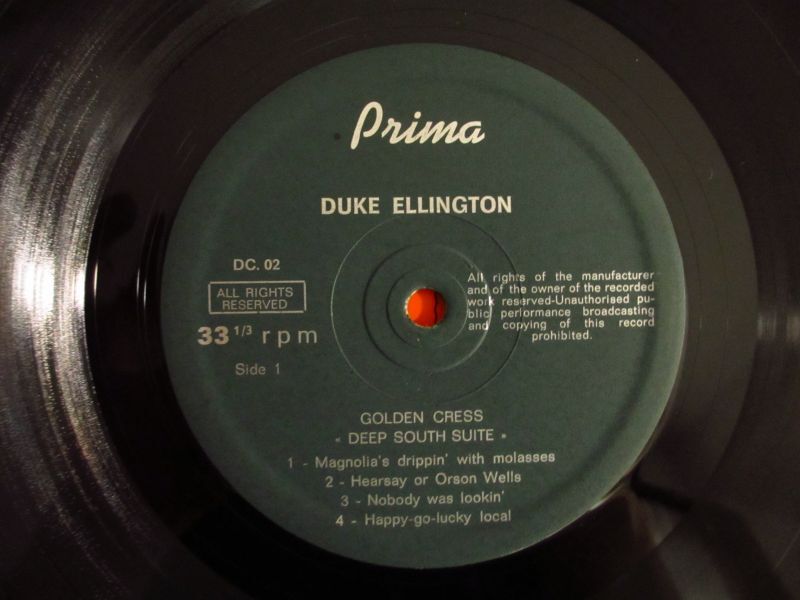 Prima
DUKE ELLINGTON
DC. 02
ALL RIGHTS
RESERVED
33 1/3 rpm
Side 1
All rights of the manufacturer
and of the owner of the recorded
work reserved-Unauthorised pu-
blic performance broadcasting
and copying of this record
prohibited.
GOLDEN CRESS
« DEEP SOUTH SUITE »
1 - Magnolia's drippin' with molasses
2 - Hearsay or Orson Wells
3 - Nobody was lookin'
4 - Happy-go-lucky local